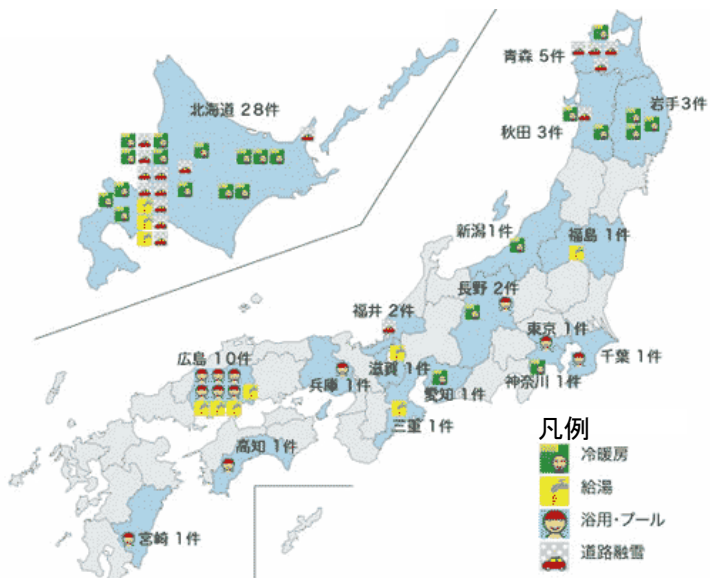 北海道 28件
青森 5件
岩手3件
秋田 3件
新潟1件
福島 1件
長野 2件
福井 2件
東京 1件
千葉 1件
広島 10件
滋賀 1件
兵庫 1件
愛知 1件
神奈川 1件
三重 1件
高知 1件
宮崎 1件
凡例
冷暖房
給湯
浴用・プール
道路融雪